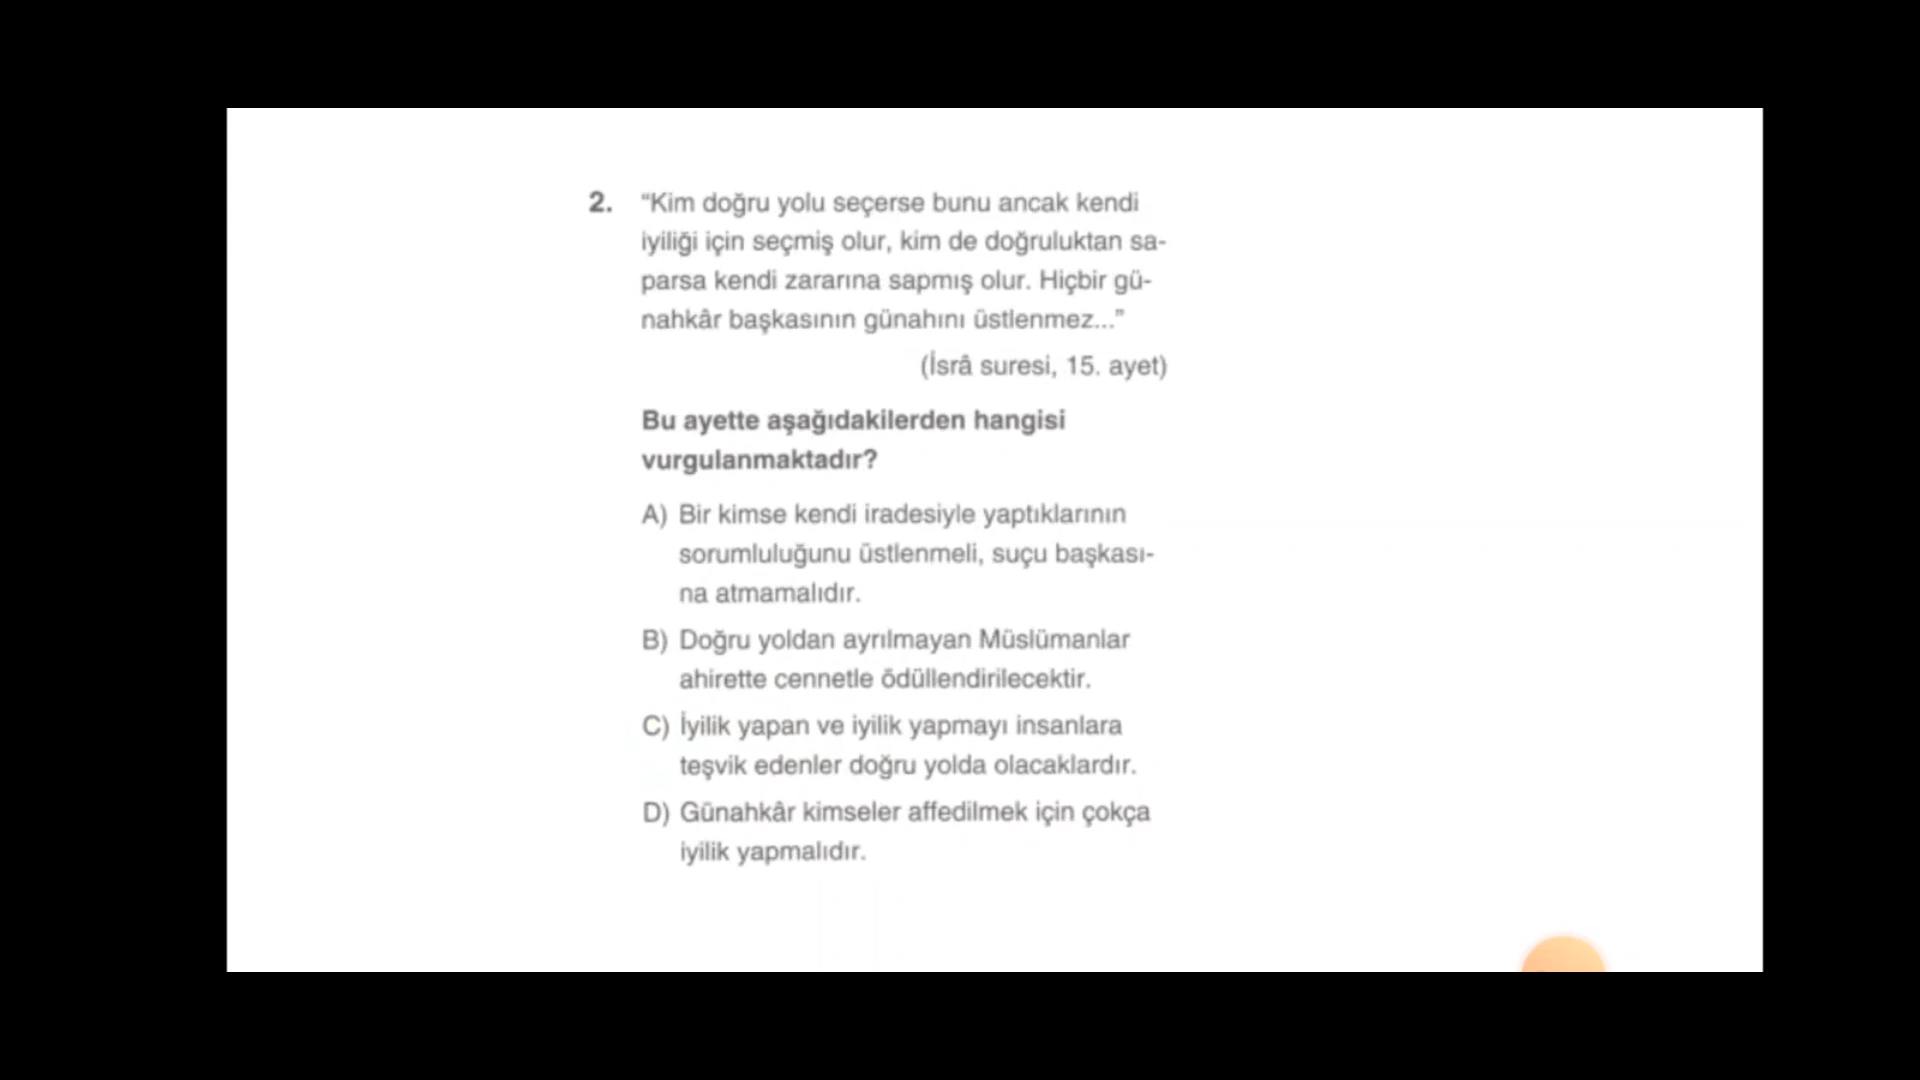 2. “Kim doğru yolu seçerse bunu ancak kendi
iyiliği için seçmiş olur, kim de doğruluktan sa-
parsa kendi zararına sapmış olur. Hiçbir gü-
nahkâr başkasının günahını üstlenmez...”
(İsrâ suresi, 15. ayet)
Bu ayette aşağıdakilerden hangisi
vurgulanmaktadır?
A) Bir kimse kendi iradesiyle yaptıklarının
sorumluluğunu üstlenmeli, suçu başkası-
na atmamalıdır.
B) Doğru yoldan ayrılmayan Müslümanlar
ahirette cennetle ödüllendirilecektir.
C) İyilik yapan ve iyilik yapmayı insanlara
teşvik edenler doğru yolda olacaklardır.
D) Günahkâr kimseler affedilmek için çokça
iyilik yapmalıdır.